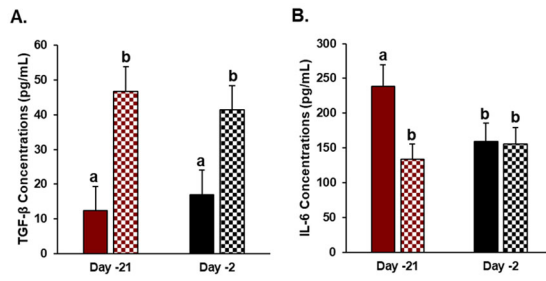 A.
TGF-β Concentrations (pg/mL)
60
50
40
30
20
10
0
a
b
a
b
Day -21
Day -2
B.
IL-6 Concentrations (pg/mL)
300
250
200
150
100
50
0
a
b
b
b
Day -21
Day -2